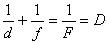 1/d + 1/f = 1/F = D